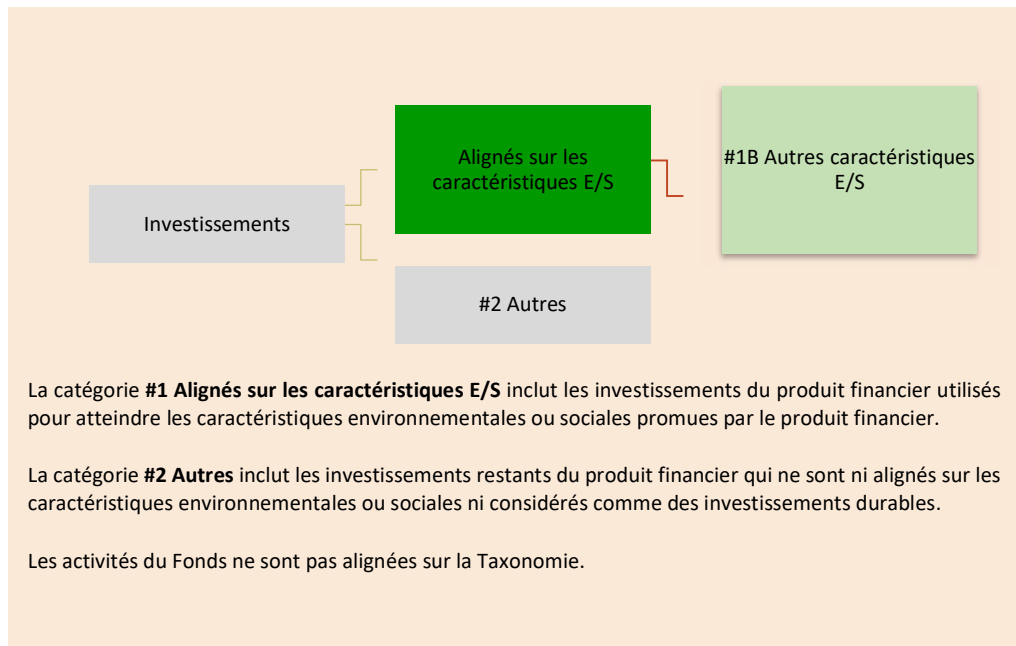 Investissements
Alignés sur les
caractéristiques E/S
#1B Autres caractéristiques
E/S
#2 Autres
La catégorie #1 Alignés sur les caractéristiques E/S inclut les investissements du produit financier utilisés
pour atteindre les caractéristiques environnementales ou sociales promues par le produit financier.
La catégorie #2 Autres inclut les investissements restants du produit financier qui ne sont ni alignés sur les
caractéristiques environnementales ou sociales ni considérés comme des investissements durables.
Les activités du Fonds ne sont pas alignées sur la Taxonomie.